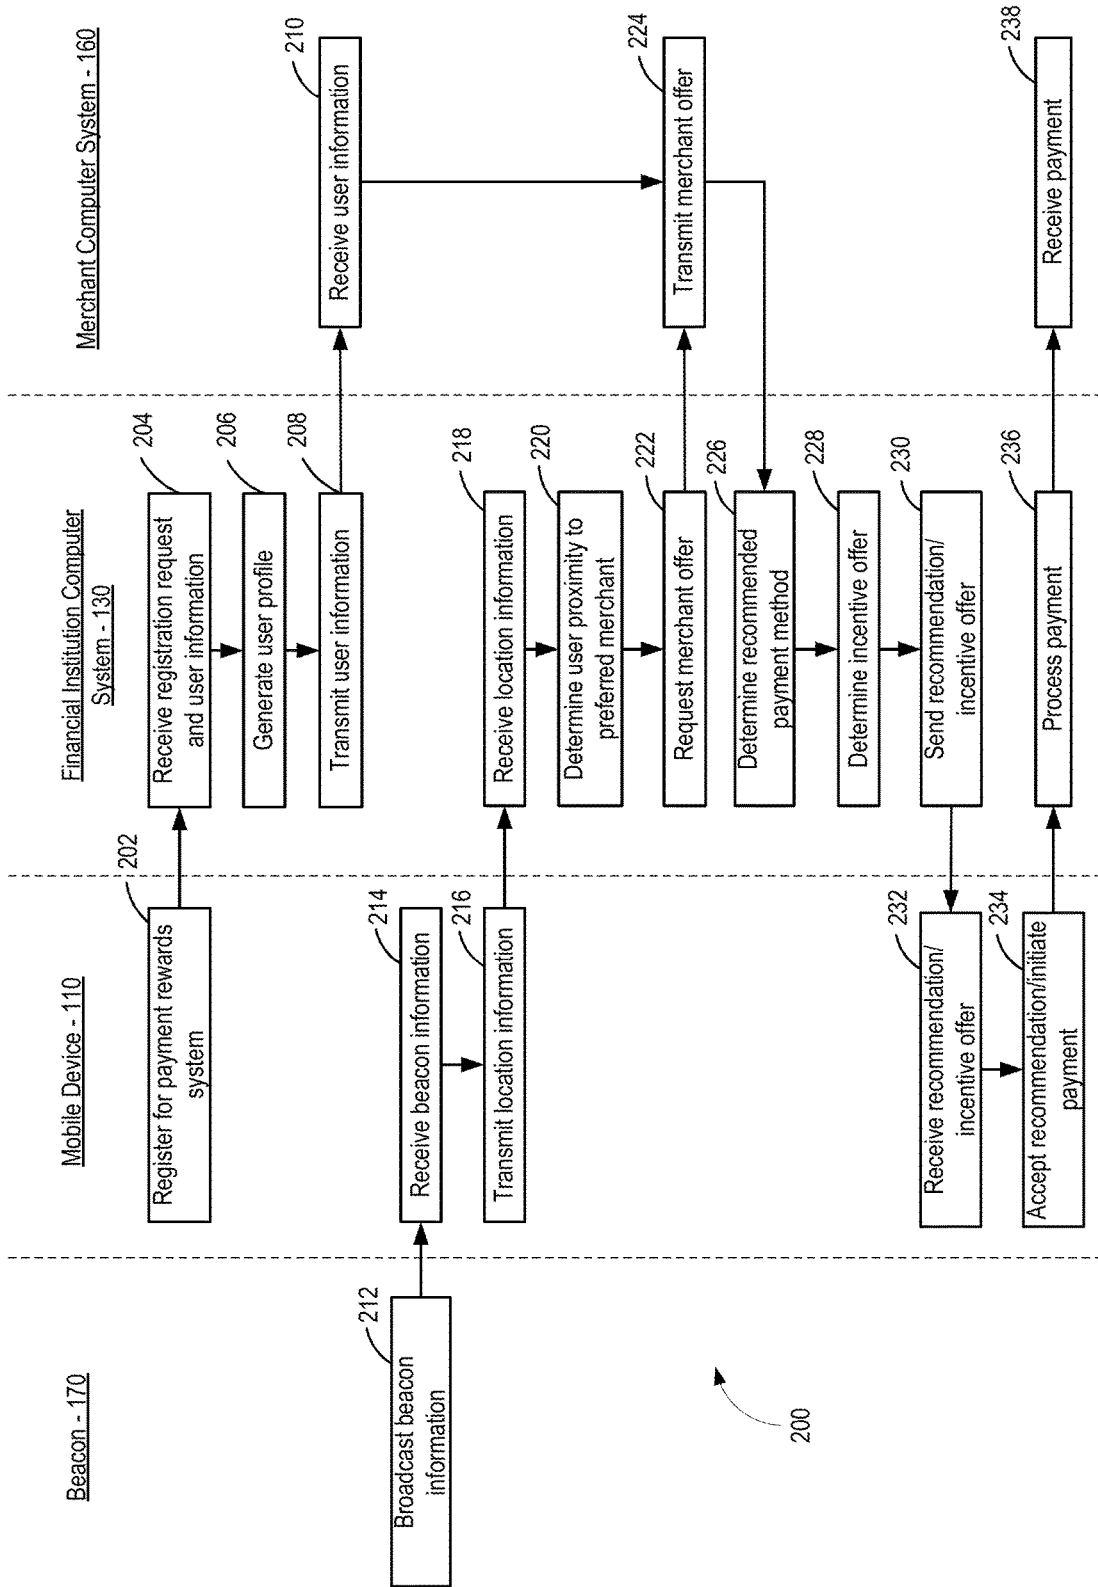 Beacon - 170
Mobile Device - 110
Financial Institution Computer
System - 130
Merchant Computer System - 160
202
Register for payment rewards
system
204
Receive registration request
and user information
206
Generate user profile
208
Transmit user information
210
Receive user information
212
Broadcast beacon
information
214
Receive beacon information
216
Transmit location information
218
Receive location information
220
Determine user proximity to
preferred merchant
222
Request merchant offer
224
Transmit merchant offer
226
Determine recommended
payment method
228
Determine incentive offer
230
Send recommendation/
incentive offer
232
Receive recommendation/
incentive offer
234
Accept recommendation/initiate
payment
236
Process payment
238
Receive payment
200